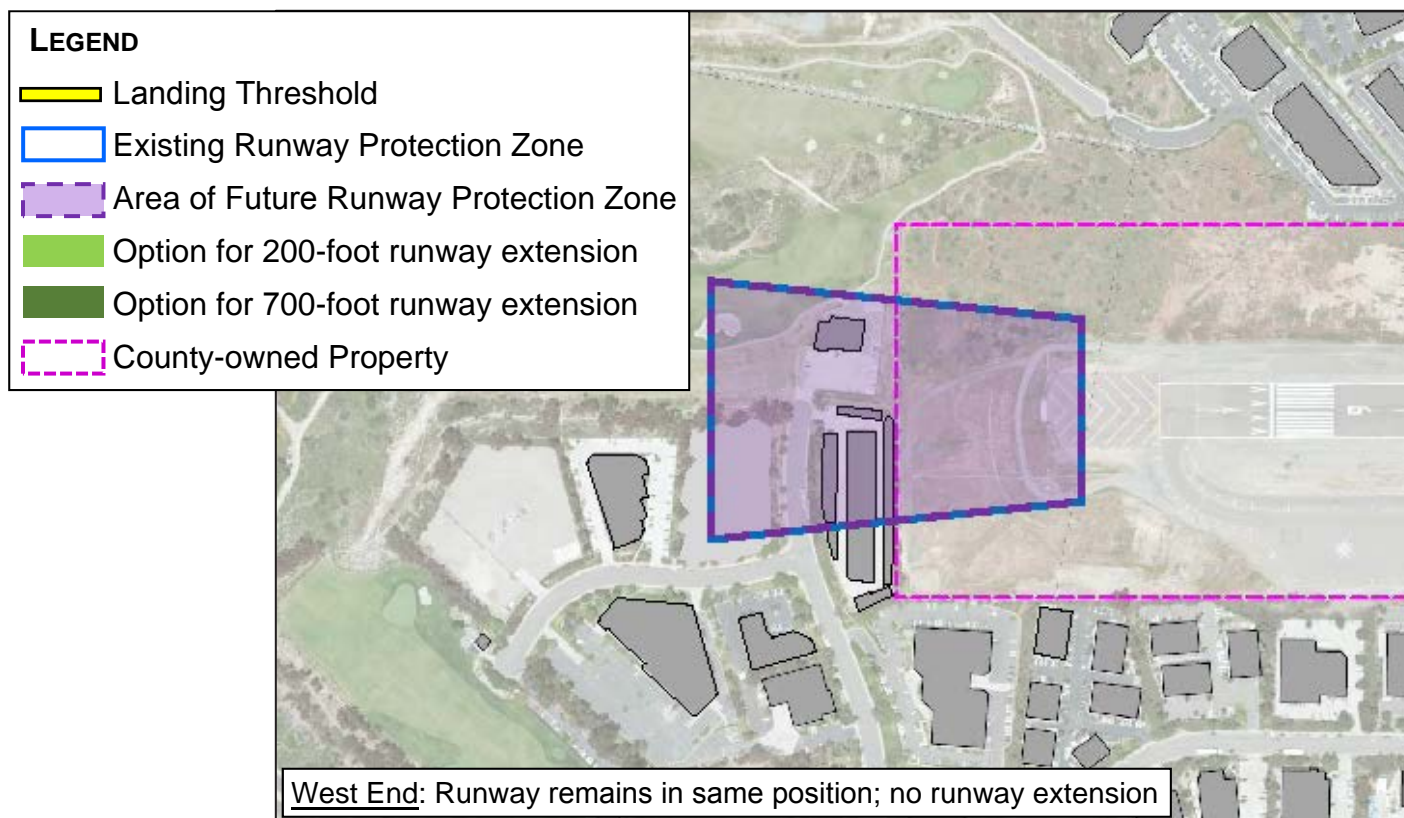 LEGEND
Landing Threshold
Existing Runway Protection Zone
Area of Future Runway Protection Zone
Option for 200-foot runway extension
Option for 700-foot runway extension
County-owned Property
West End: Runway remains in same position; no runway extension